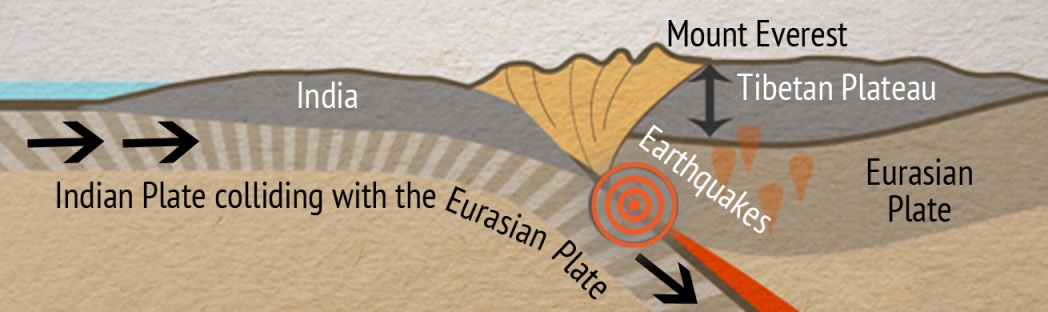 Mount Everest
India
Tibetan Plateau
Earthquakes
Eurasian
Plate
Indian Plate colliding with the Eurasian Plate